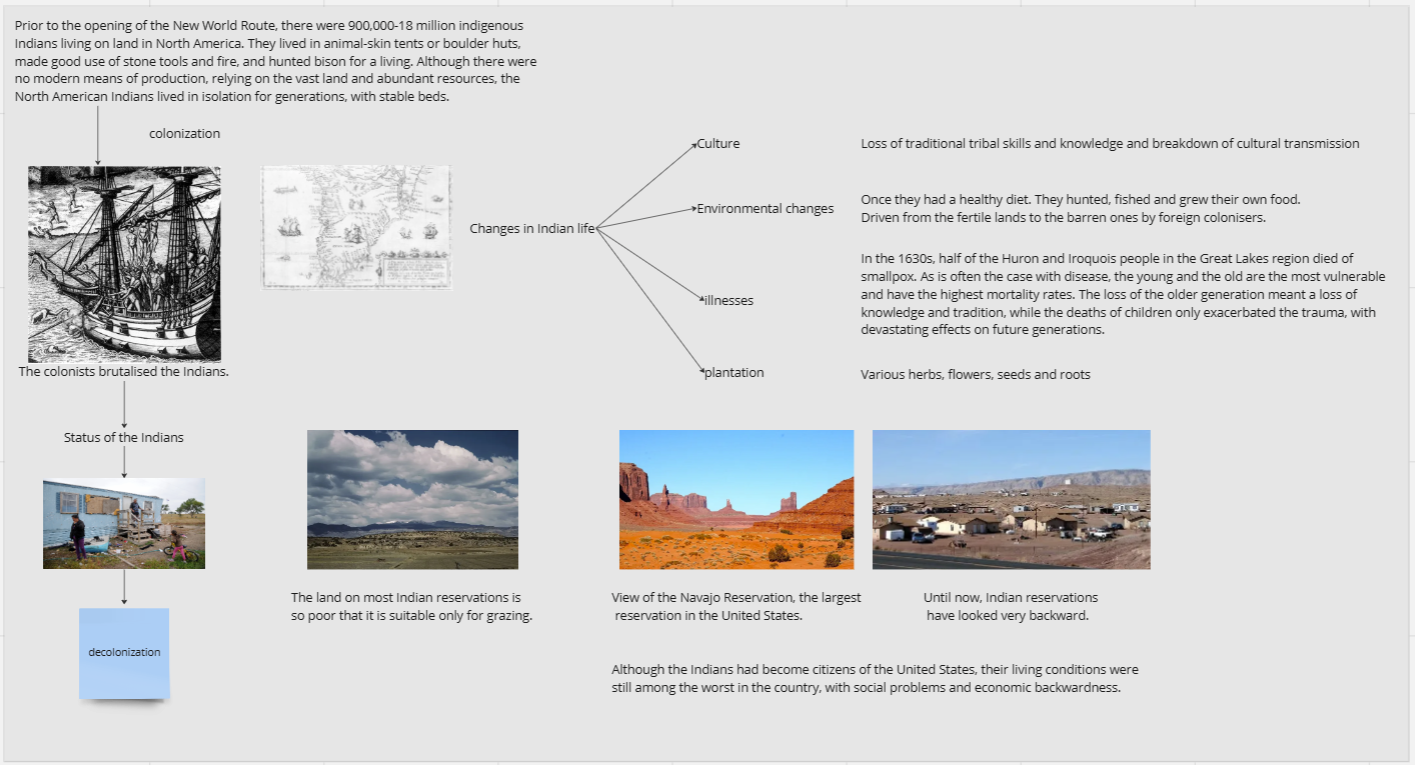 Prior to the opening of the New World Route, there were 900,000-18 million indigenous
Indians living on land in North America. They lived in animal-skin tents or boulder huts,
made good use of stone tools and fire, and hunted bison for a living. Although there were
no modern means of production, relying on the vast land and abundant resources, the
North American Indians lived in isolation for generations, with stable beds.
colonization
The colonists brutalised the Indians.
Changes in Indian life
Culture
Loss of traditional tribal skills and knowledge and breakdown of cultural transmission
Environmental changes
Once they had a healthy diet. They hunted, fished and grew their own food.
Driven from the fertile lands to the barren ones by foreign colonisers.
illnesses
In the 1630s, half of the Huron and Iroquois people in the Great Lakes region died of
smallpox. As is often the case with disease, the young and the old are the most vulnerable
and have the highest mortality rates. The loss of the older generation meant a loss of
knowledge and tradition, while the deaths of children only exacerbated the trauma, with
devastating effects on future generations.
plantation
Various herbs, flowers, seeds and roots
Status of the Indians
decolonization
The land on most Indian reservations is
so poor that it is suitable only for grazing.
View of the Navajo Reservation, the largest
reservation in the United States.
Until now, Indian reservations
have looked very backward.
Although the Indians had become citizens of the United States, their living conditions were
still among the worst in the country, with social problems and economic backwardness.